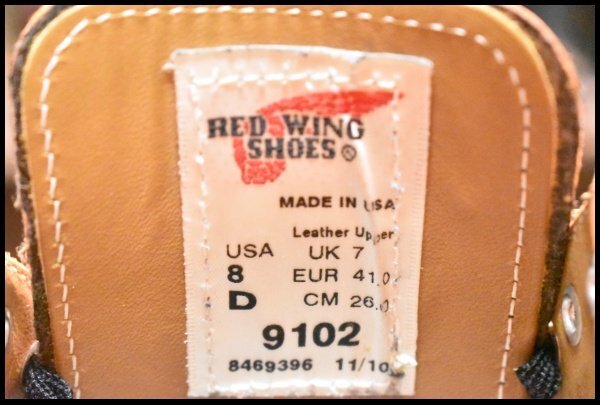 RED WING
SHOES®
MADE IN USA
Leather Upper
USA UK 7
8 EUR 41.0
D CM 26.0
9102
8469396 11/10